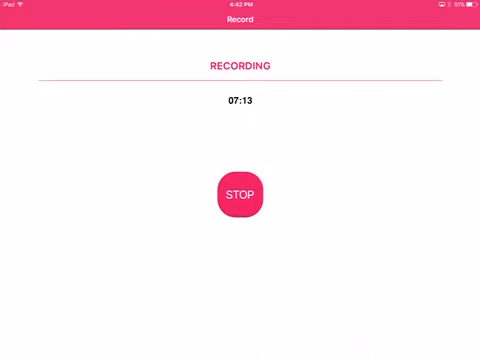 iPad 4:42 PM 51%
Record
RECORDING
07:13
STOP